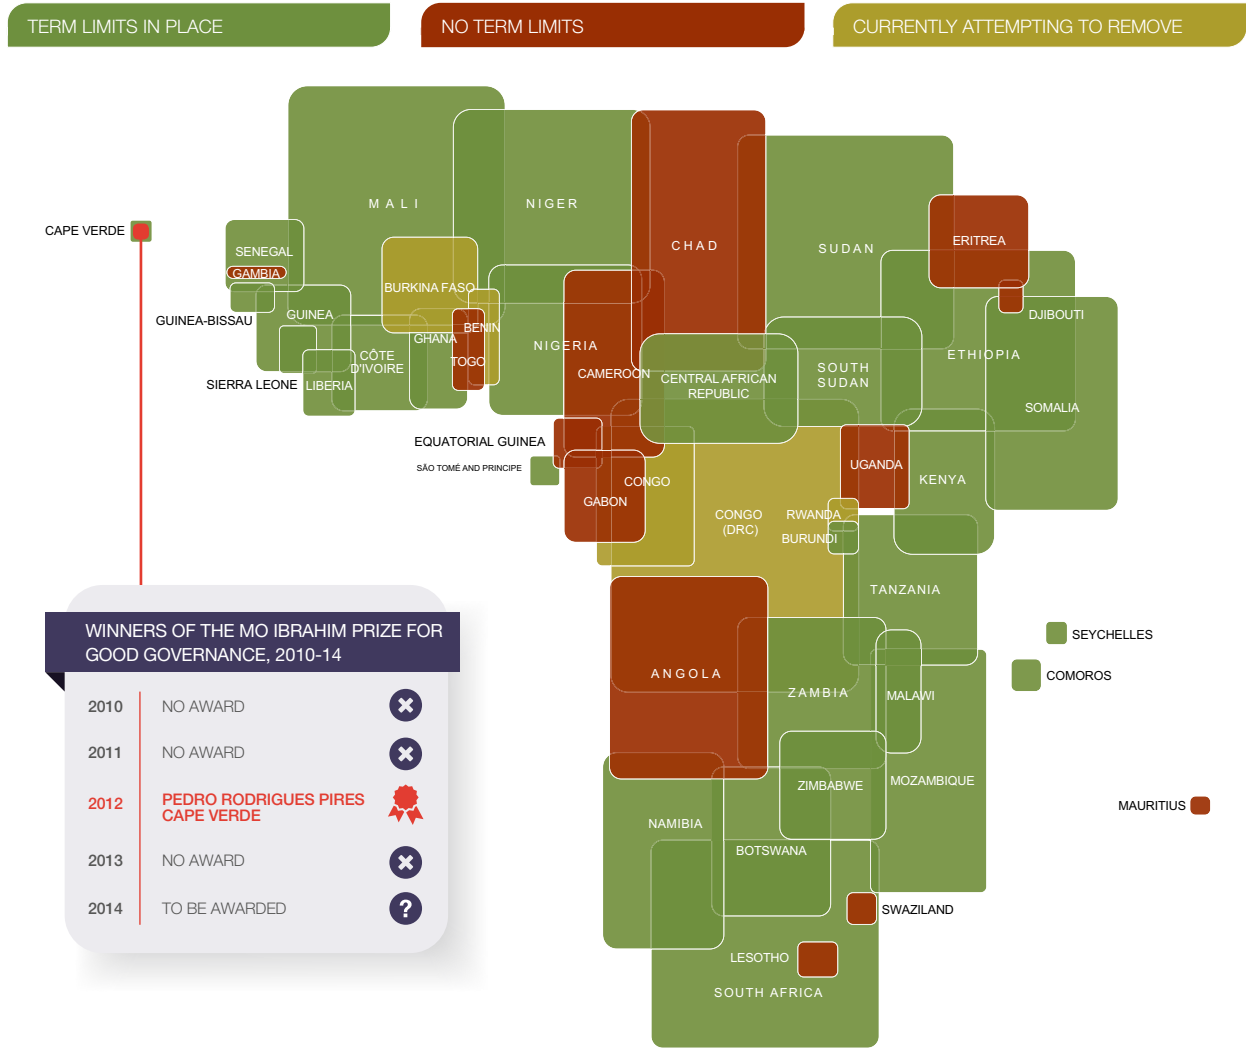 TERM LIMITS IN PLACE
NO TERM LIMITS
CURRENTLY ATTEMPTING TO REMOVE
MALI
NIGER
CHAD
SUDAN
ERITREA
CAPE VERDE
SENEGAL
GAMBIA
BURKINA FASO
GUINEA-BISSAU
GUINEA
DJIBOUTI
GHANA
BENIN
NIGERIA
CÔTE
D'IVOIRE
TOGO
CAMEROON
CENTRAL AFRICAN
REPUBLIC
SOUTH
SUDAN
ETHIOPIA
SIERRA LEONE
LIBERIA
SOMALIA
EQUATORIAL GUINEA
SÃO TOMÉ AND PRINCIPE
UGANDA
KENYA
CONGO
GABON
CONGO
(DRC)
RWANDA
BURUNDI
TANZANIA
SEYCHELLES
COMOROS
ANGOLA
ZAMBIA
MALAWI
ZIMBABWE
MOZAMBIQUE
MAURITIUS
NAMIBIA
BOTSWANA
SWAZILAND
LESOTHO
SOUTH AFRICA
WINNERS OF THE MO IBRAHIM PRIZE FOR
GOOD GOVERNANCE, 2010-14
2010 NO AWARD
2011 NO AWARD
2012 PEDRO RODRIGUES PIRES
CAPE VERDE
2013 NO AWARD
2014 TO BE AWARDED ?